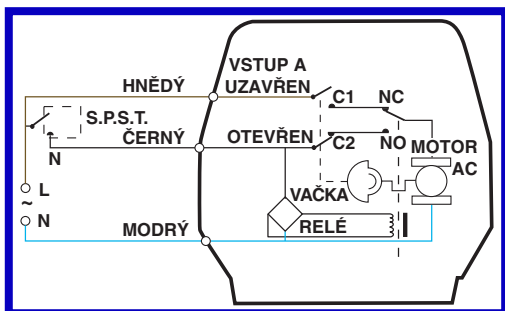 VSTUP A
HNĚDÝ UZAVŘEN
C1 NC
S.P.S.T.
ČERNÝ OTEVŘEN C2 NO MOTOR
N AC
VAČKA
L
~
N
RELÉ
MODRÝ